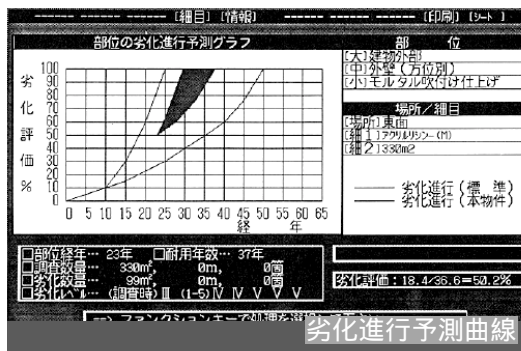 [細目] [情報] [印刷] [シート]
部位の劣化進行予測グラフ
部 位
[大]建物外部
[中]外壁(方位別)
[小]モルタル吹付け仕上げ
場所/細目
[場所]東面
[細1]アクリルリシン-(M)
[細2]330m2
劣化評価%
100
90
80
70
60
50
40
30
20
10
0
0 5 10 15 20 25 30 35 40 45 50 55 60 65
経 年
劣化進行(標 準)
劣化進行(本物件)
□部位経年… 23年 □耐用年数… 37年
□調査数量… 330㎡, 0m, 0箇
□劣化数量… 99㎡, 0m, 0箇
□劣化レベル… (調査時)Ⅲ (1-5)Ⅳ Ⅳ Ⅴ Ⅴ Ⅴ
劣化評価:18.4/36.6=50.2%
劣化進行予測曲線